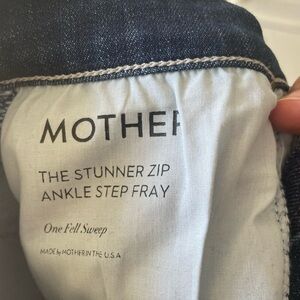 MOTHER
THE STUNNER ZIP
ANKLE STEP FRAY
One Fell Sweep
MADE by MOTHER IN THE U.S.A